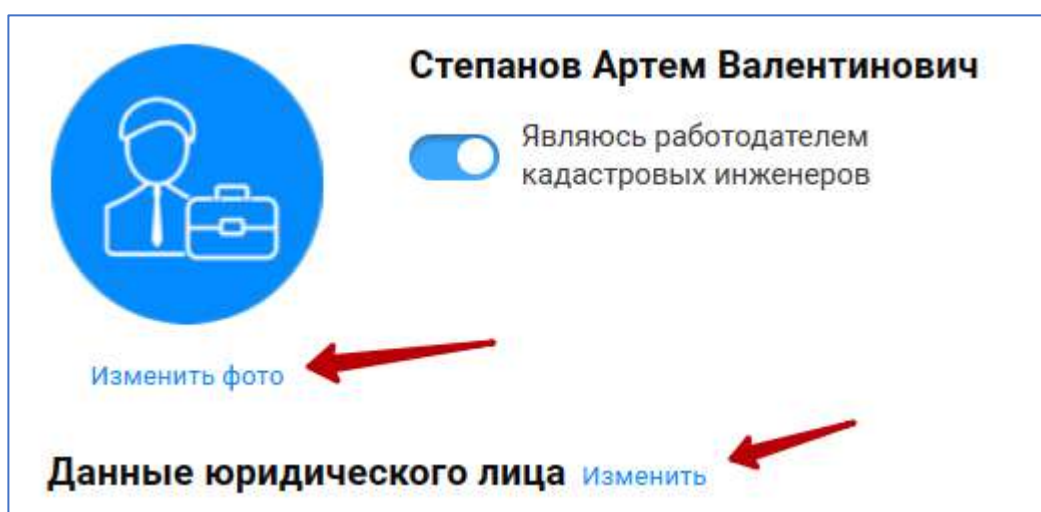 Степанов Артем Валентинович
Являюсь работодателем
кадастровых инженеров
Изменить фото
Данные юридического лица Изменить